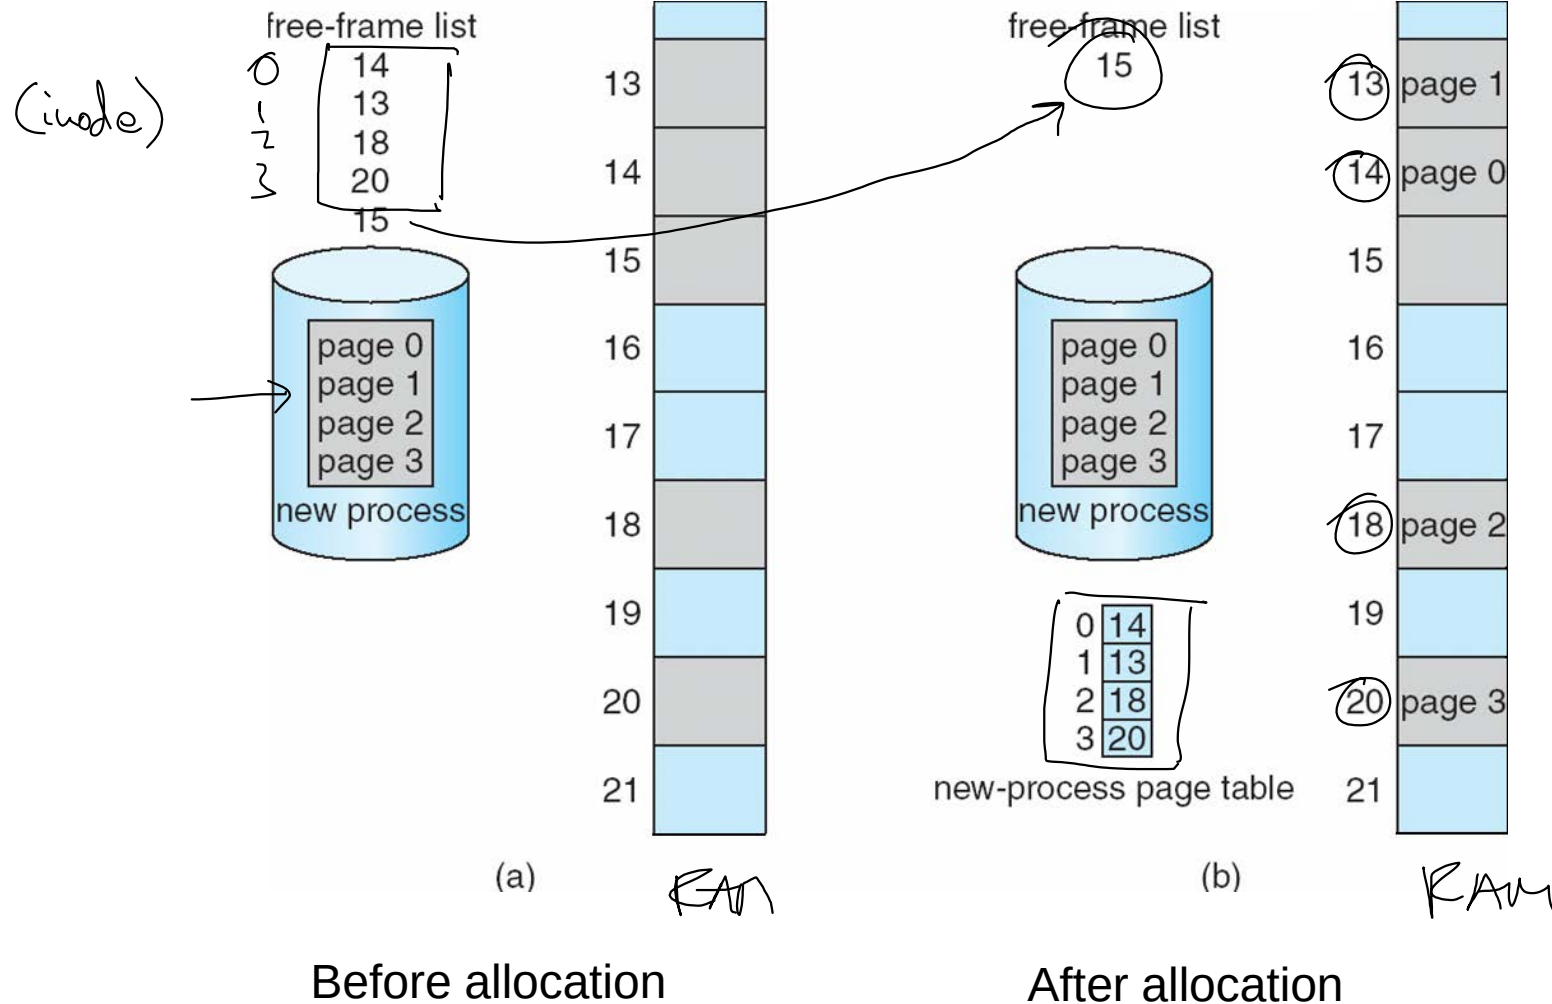 free-frame list
0 14
1 13
2 18
3 20
15
(inode)
page 0
page 1
page 2
page 3
new process
13
14
15
16
17
18
19
20
21
(a)
RAM
Before allocation
free-frame list
15
page 0
page 1
page 2
page 3
new process
0 14
1 13
2 18
3 20
new-process page table
13 page 1
14 page 0
15
16
17
18 page 2
19
20 page 3
21
(b)
RAM
After allocation